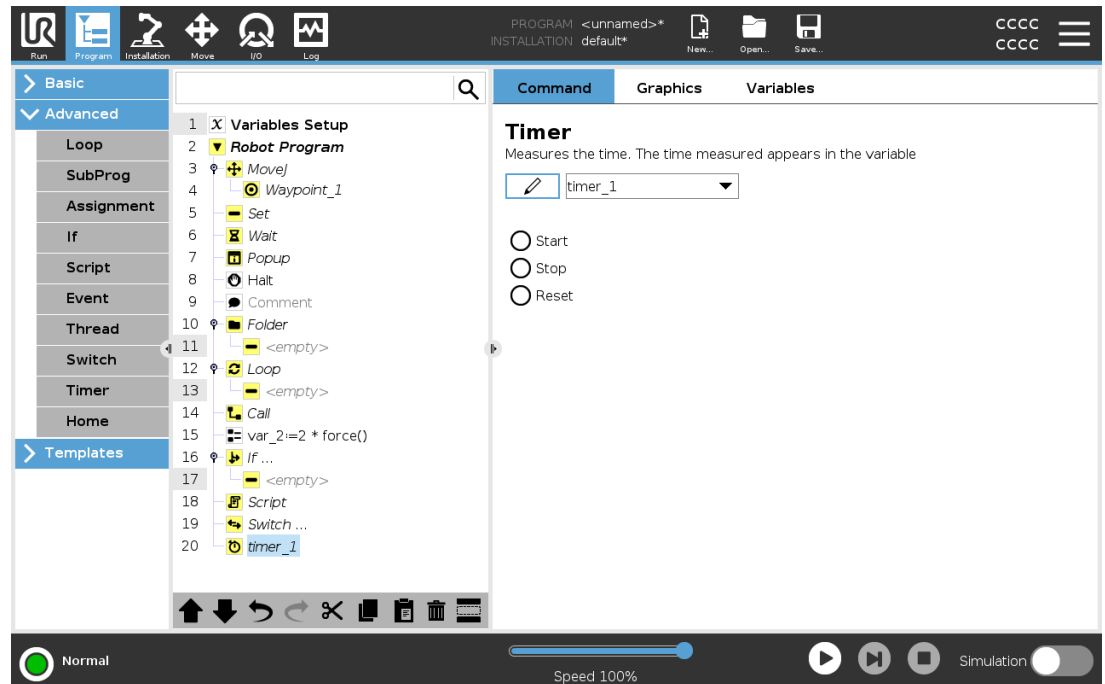 PROGRAM <unnamed>*
INSTALLATION default*
CCCC
CCCC
Run Program Installation Move I/O Log New... Open... Save...
Basic
Advanced
Loop
SubProg
Assignment
If
Script
Event
Thread
Switch
Timer
Home
Templates
1 X Variables Setup
2 Robot Program
3 MoveJ
4 Waypoint_1
5 Set
6 Wait
7 Popup
8 Halt
9 Comment
10 Folder
11 <empty>
12 Loop
13 <empty>
14 Call
15 var_2:=2 * force()
16 If ...
17 <empty>
18 Script
19 Switch ...
20 timer_1
Command Graphics Variables
Timer
Measures the time. The time measured appears in the variable
timer_1
Start
Stop
Reset
Normal
Speed 100%
Simulation